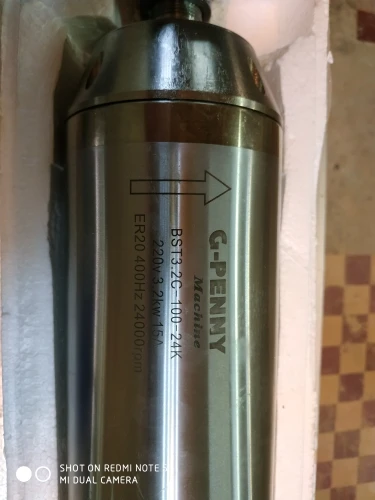 G-PENNY
Machine
BST3.2C-100-24K
220v 3.2kw 15A
ER20 400Hz 24000rpm
SHOT ON REDMI NOTE
MI DUAL CAMERA